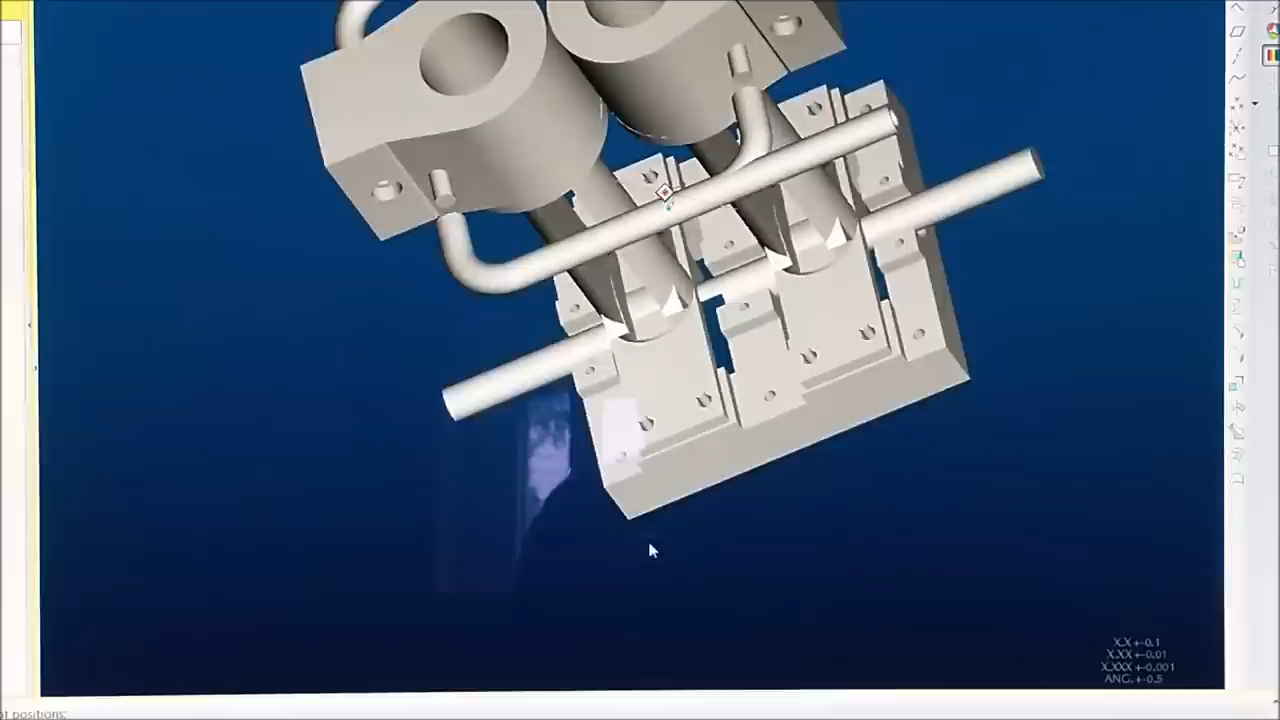 X.X +-0.1
X.XX +-0.01
X.XXX +-0.001
ANG. +-0.5
positions;